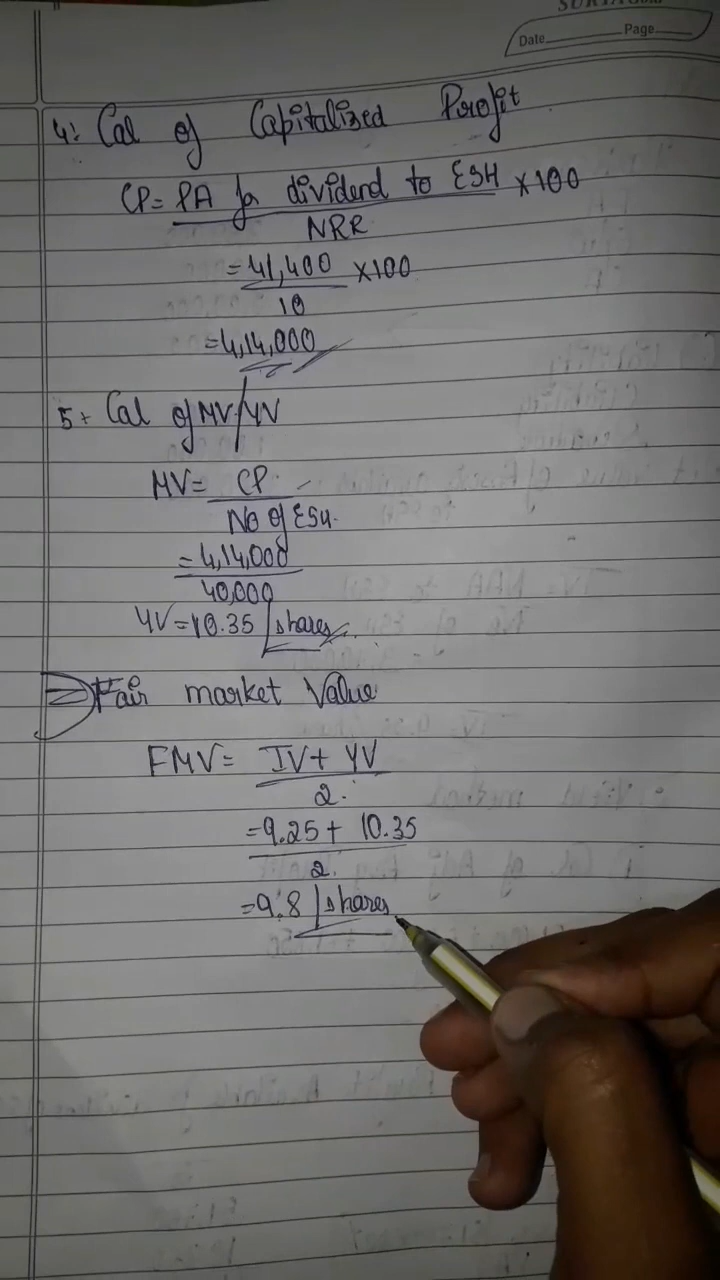 Date Page
4: Cal of Capitalized Profit
CP= PA for dividend to ESH ×100
NRR
=41,400 ×100
10
=4,14,000
5+ Cal of MV/YV
MV= CP
No of ESH.
=4,14,000
40,000
YV=10.35 /shares
=) Fair market Value
FMV= IV+ YV
2.
=9.25+ 10.35
2.
=9.8 /shares